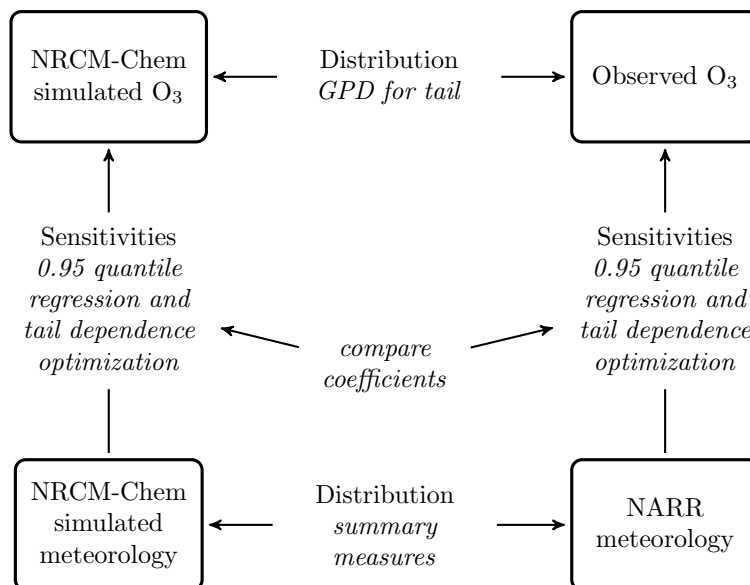 NRCM-Chem
simulated O₃
Distribution
GPD for tail
Observed O₃
Sensitivities
0.95 quantile
regression and
tail dependence
optimization
compare
coefficients
Sensitivities
0.95 quantile
regression and
tail dependence
optimization
NRCM-Chem
simulated
meteorology
Distribution
summary
measures
NARR
meteorology